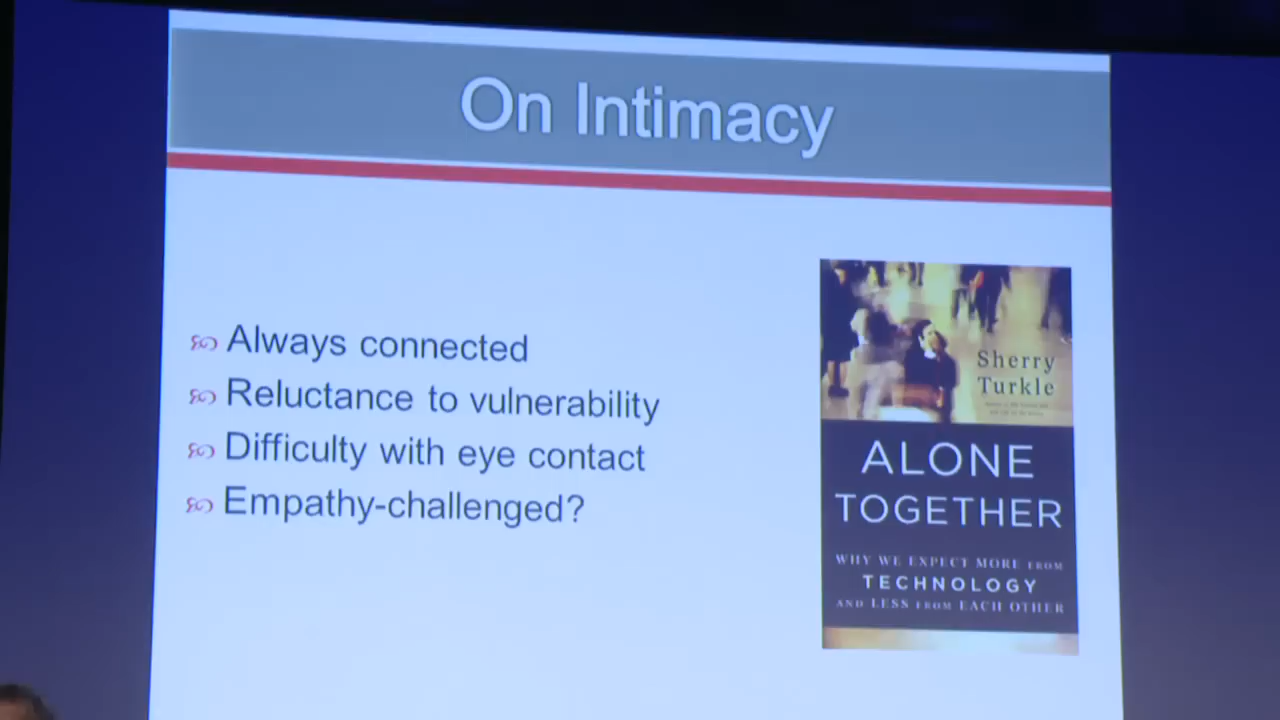 On Intimacy
Always connected
Reluctance to vulnerability
Difficulty with eye contact
Empathy-challenged?
Sherry
Turkle
ALONE
TOGETHER
WHY WE EXPECT MORE FROM
TECHNOLOGY
AND LESS FROM EACH OTHER